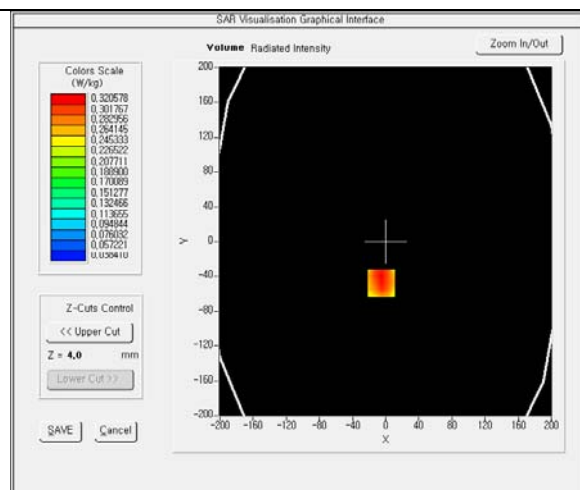 SAR Visualisation Graphical Interface
Volume Radiated Intensity
Zoom In/Out
Colors Scale
(W/kg)
0.320578
0.301767
0.282956
0.264145
0.245333
0.226522
0.207711
0.188900
0.170089
0.151277
0.132466
0.113655
0.094844
0.076032
0.057221
0.038410
Z-Cuts Control
<< Upper Cut
Z = 4.0 mm
Lower Cut >>
SAVE Cancel
200
160
120
80
40
0
-40
-80
-120
-160
-200
Y
-200 -160 -120 -80 -40 0 40 80 120 160 200
X